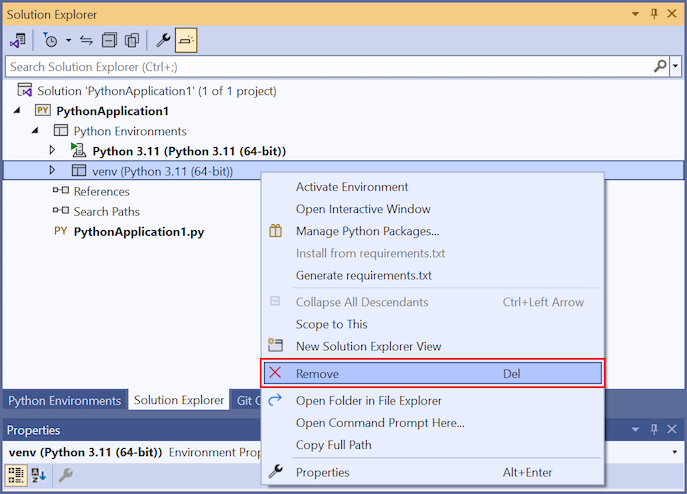 Solution Explorer
Search Solution Explorer (Ctrl+;)
Solution 'PythonApplication1' (1 of 1 project)
PY PythonApplication1
Python Environments
Python 3.11 (Python 3.11 (64-bit))
venv (Python 3.11 (64-bit))
References
Search Paths
PY PythonApplication1.py
Activate Environment
Open Interactive Window
Manage Python Packages...
Install from requirements.txt
Generate requirements.txt
Collapse All Descendants Ctrl+Left Arrow
Scope to This
New Solution Explorer View
Remove Del
Open Folder in File Explorer
Open Command Prompt Here...
Copy Full Path
Properties Alt+Enter
Python Environments Solution Explorer Git
Properties
venv (Python 3.11 (64-bit)) Environment Prop